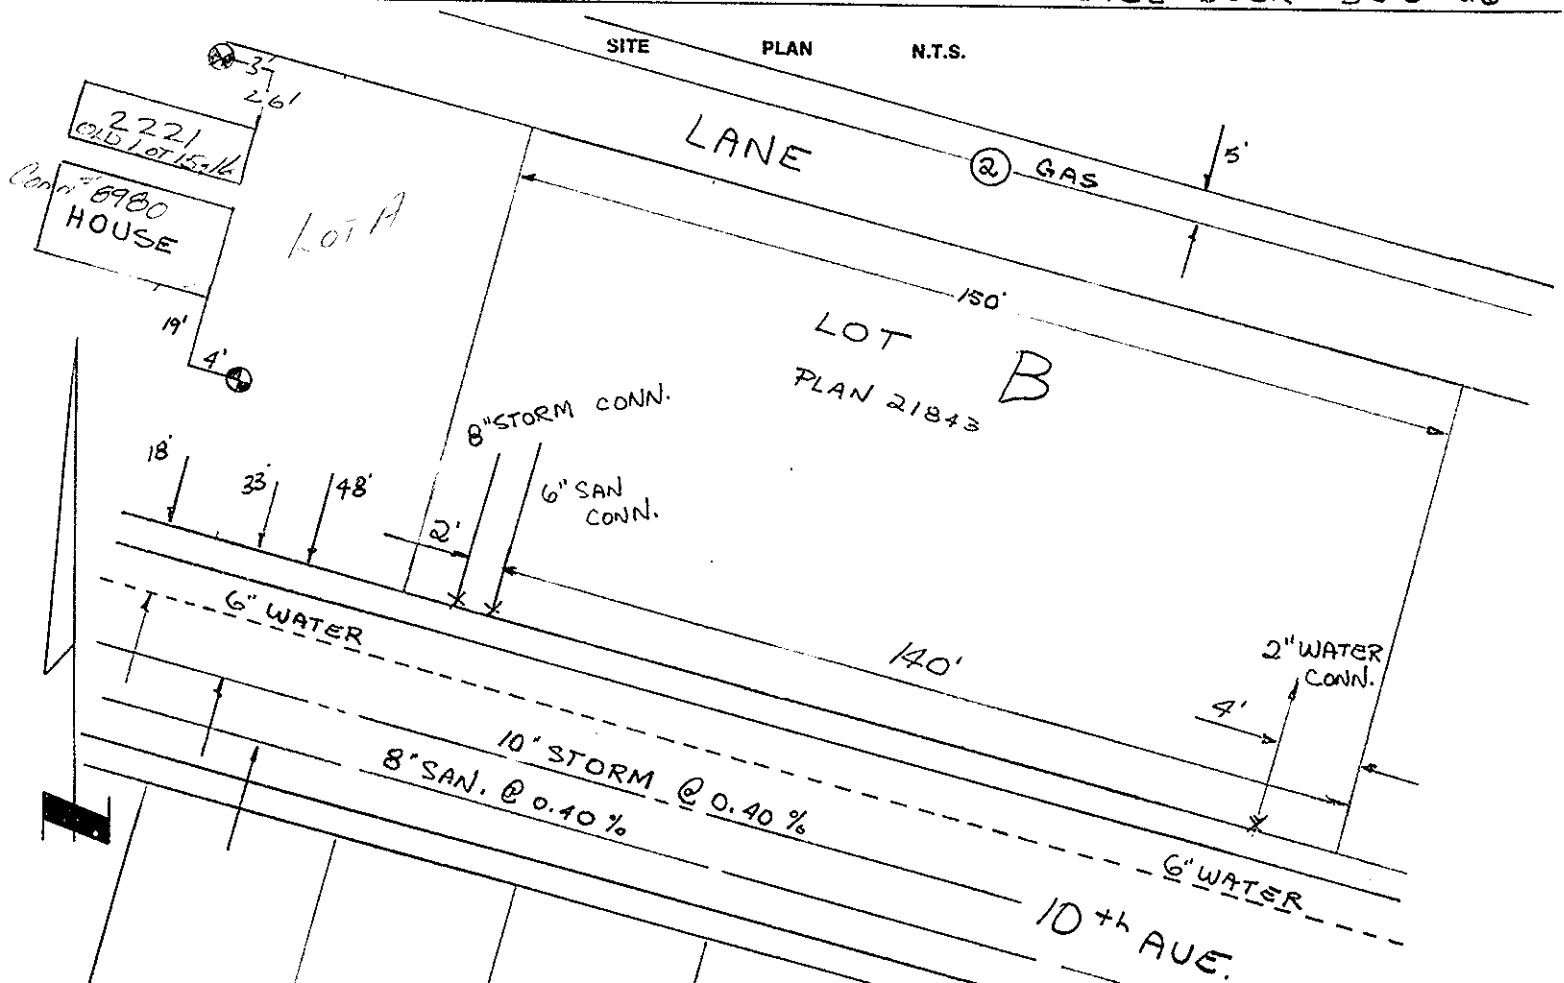 SITE PLAN N.T.S.
3'
26'
2221
OLD LOT 15-16
Conn# 6980
HOUSE
LOT A
19'
4'
LANE
2 GAS
5'
150'
LOT B
PLAN 21843
8" STORM CONN.
6" SAN
CONN.
18'
33'
48'
2'
6" WATER
140'
2" WATER
CONN.
4'
10" STORM @ 0.40 %
8" SAN. @ 0.40 %
6" WATER
10th AVE.